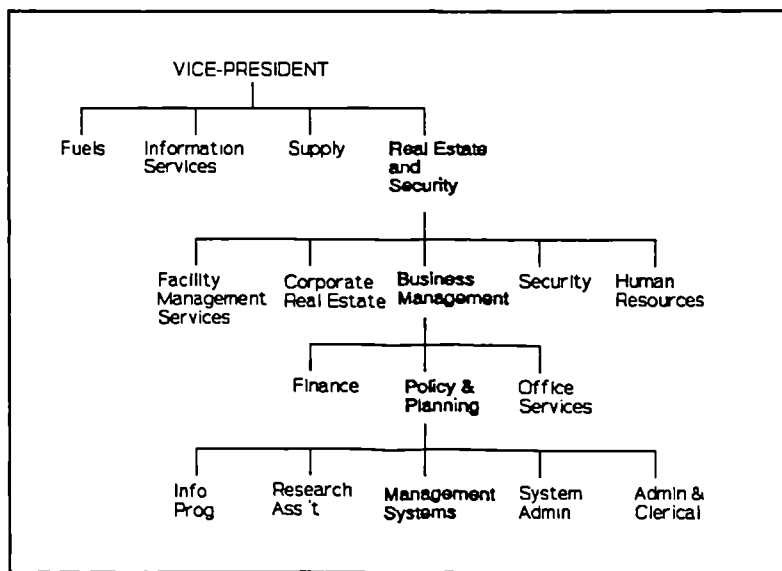 VICE-PRESIDENT
Fuels
Information
Services
Supply
Real Estate
and
Security
Facility
Management
Services
Corporate
Real Estate
Business
Management
Security
Human
Resources
Finance
Policy &
Planning
Office
Services
Info
Prog
Research
Ass't
Management
Systems
System
Admin
Admin &
Clerical